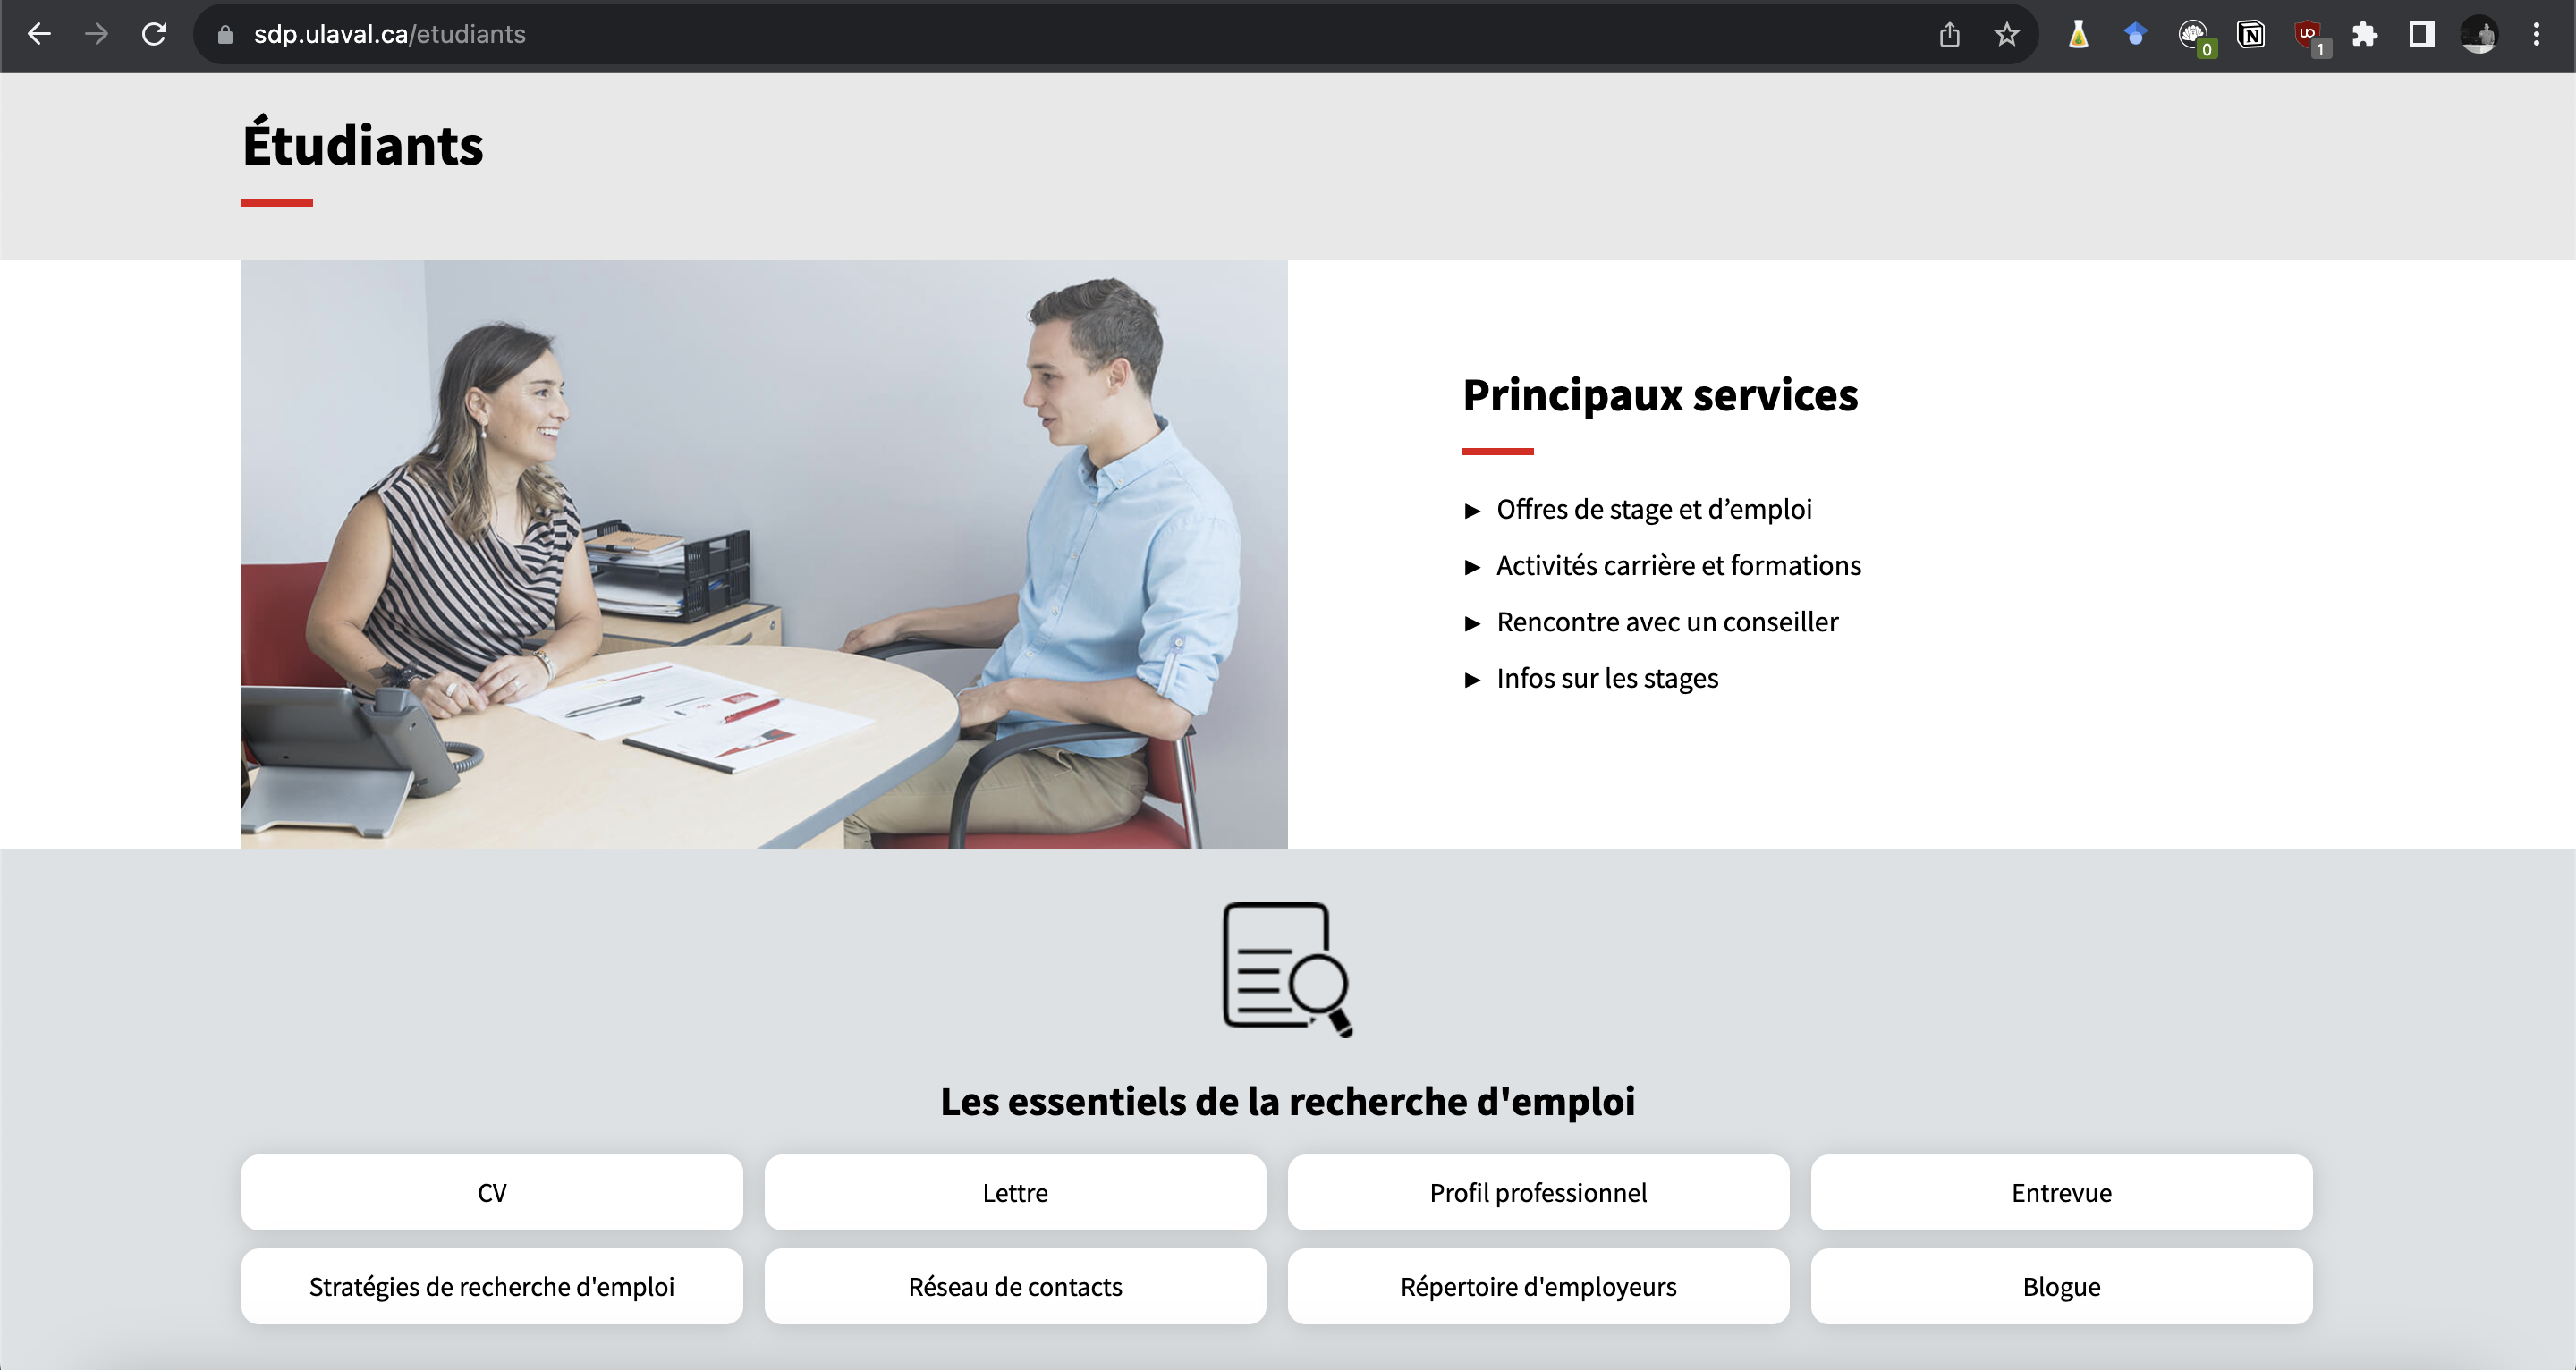 sdp.ulaval.ca/etudiants
0
1
Étudiants
Principaux services
► Offres de stage et d’emploi
► Activités carrière et formations
► Rencontre avec un conseiller
► Infos sur les stages
Les essentiels de la recherche d'emploi
CV
Lettre
Profil professionnel
Entrevue
Stratégies de recherche d'emploi
Réseau de contacts
Répertoire d'employeurs
Blogue